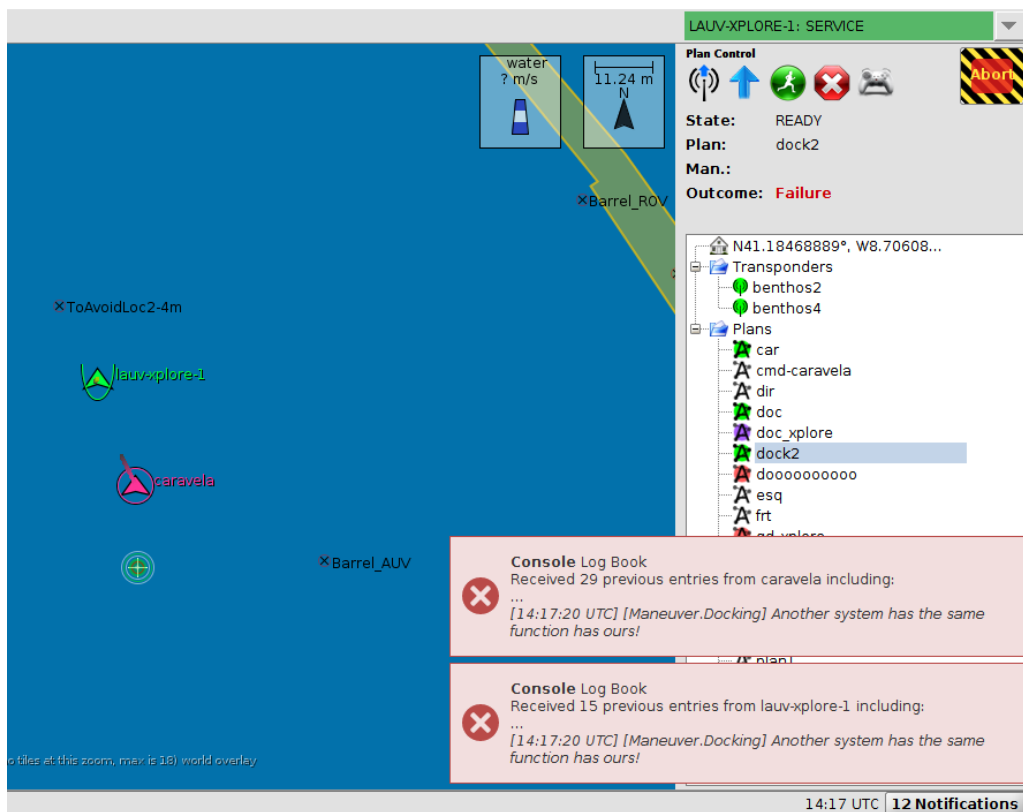 LAUV-XPLORE-1: SERVICE
Plan Control
Abort
State: READY
Plan: dock2
Man.:
Outcome: Failure
water
? m/s
11.24 m
N
Barrel_ROV
ToAvoidLoc2-4m
lauv-xplore-1
caravela
Barrel_AUV
N41.18468889°, W8.70608...
Transponders
benthos2
benthos4
Plans
car
cmd-caravela
dir
doc
doc_xplore
dock2
doooooooooo
esq
frt
Console Log Book
Received 29 previous entries from caravela including:
...
[14:17:20 UTC] [Maneuver.Docking] Another system has the same
function has ours!
plan1
Console Log Book
Received 15 previous entries from lauv-xplore-1 including:
...
[14:17:20 UTC] [Maneuver.Docking] Another system has the same
function has ours!
o tiles at this zoom, max is 18) world overlay
14:17 UTC 12 Notifications